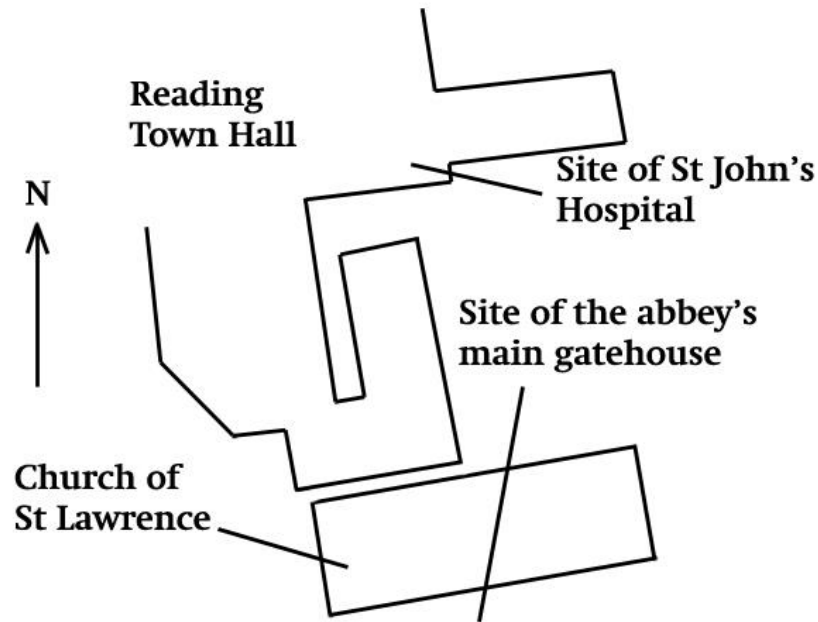 Reading
Town Hall
N
Site of St John’s
Hospital
Site of the abbey’s
main gatehouse
Church of
St Lawrence